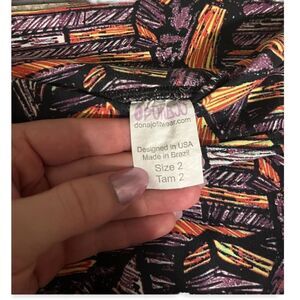 donajofitwear.com
Designed in USA
Made in Brazil
Size 2
Tam 2